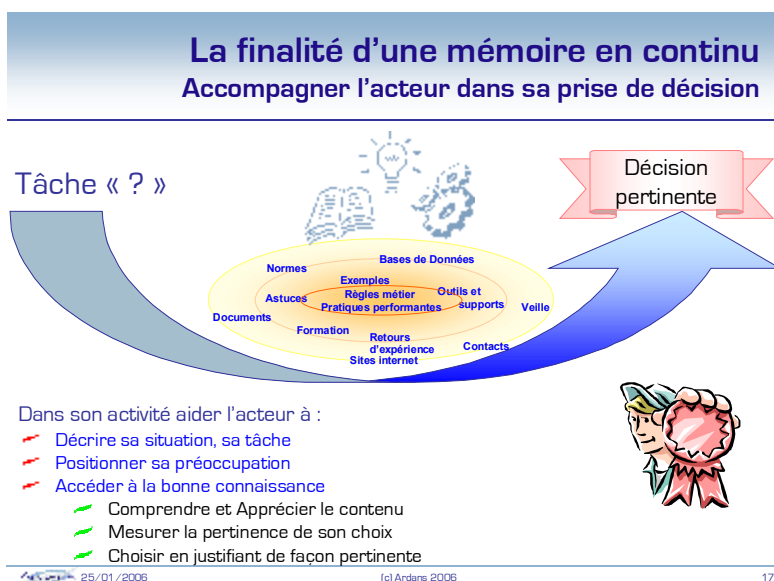 La finalité d'une mémoire en continu
Accompagner l'acteur dans sa prise de décision
Tâche « ? »
Décision
pertinente
Bases de Données
Normes
Exemples
Astuces
Règles métier
Outils et
supports
Pratiques performantes
Veille
Documents
Formation
Retours
d'expérience
Contacts
Sites internet
Dans son activité aider l'acteur à :
Décrire sa situation, sa tâche
Positionner sa préoccupation
Accéder à la bonne connaissance
Comprendre et Apprécier le contenu
Mesurer la pertinence de son choix
Choisir en justifiant de façon pertinente
25/01/2006
(c) Ardans 2006
17